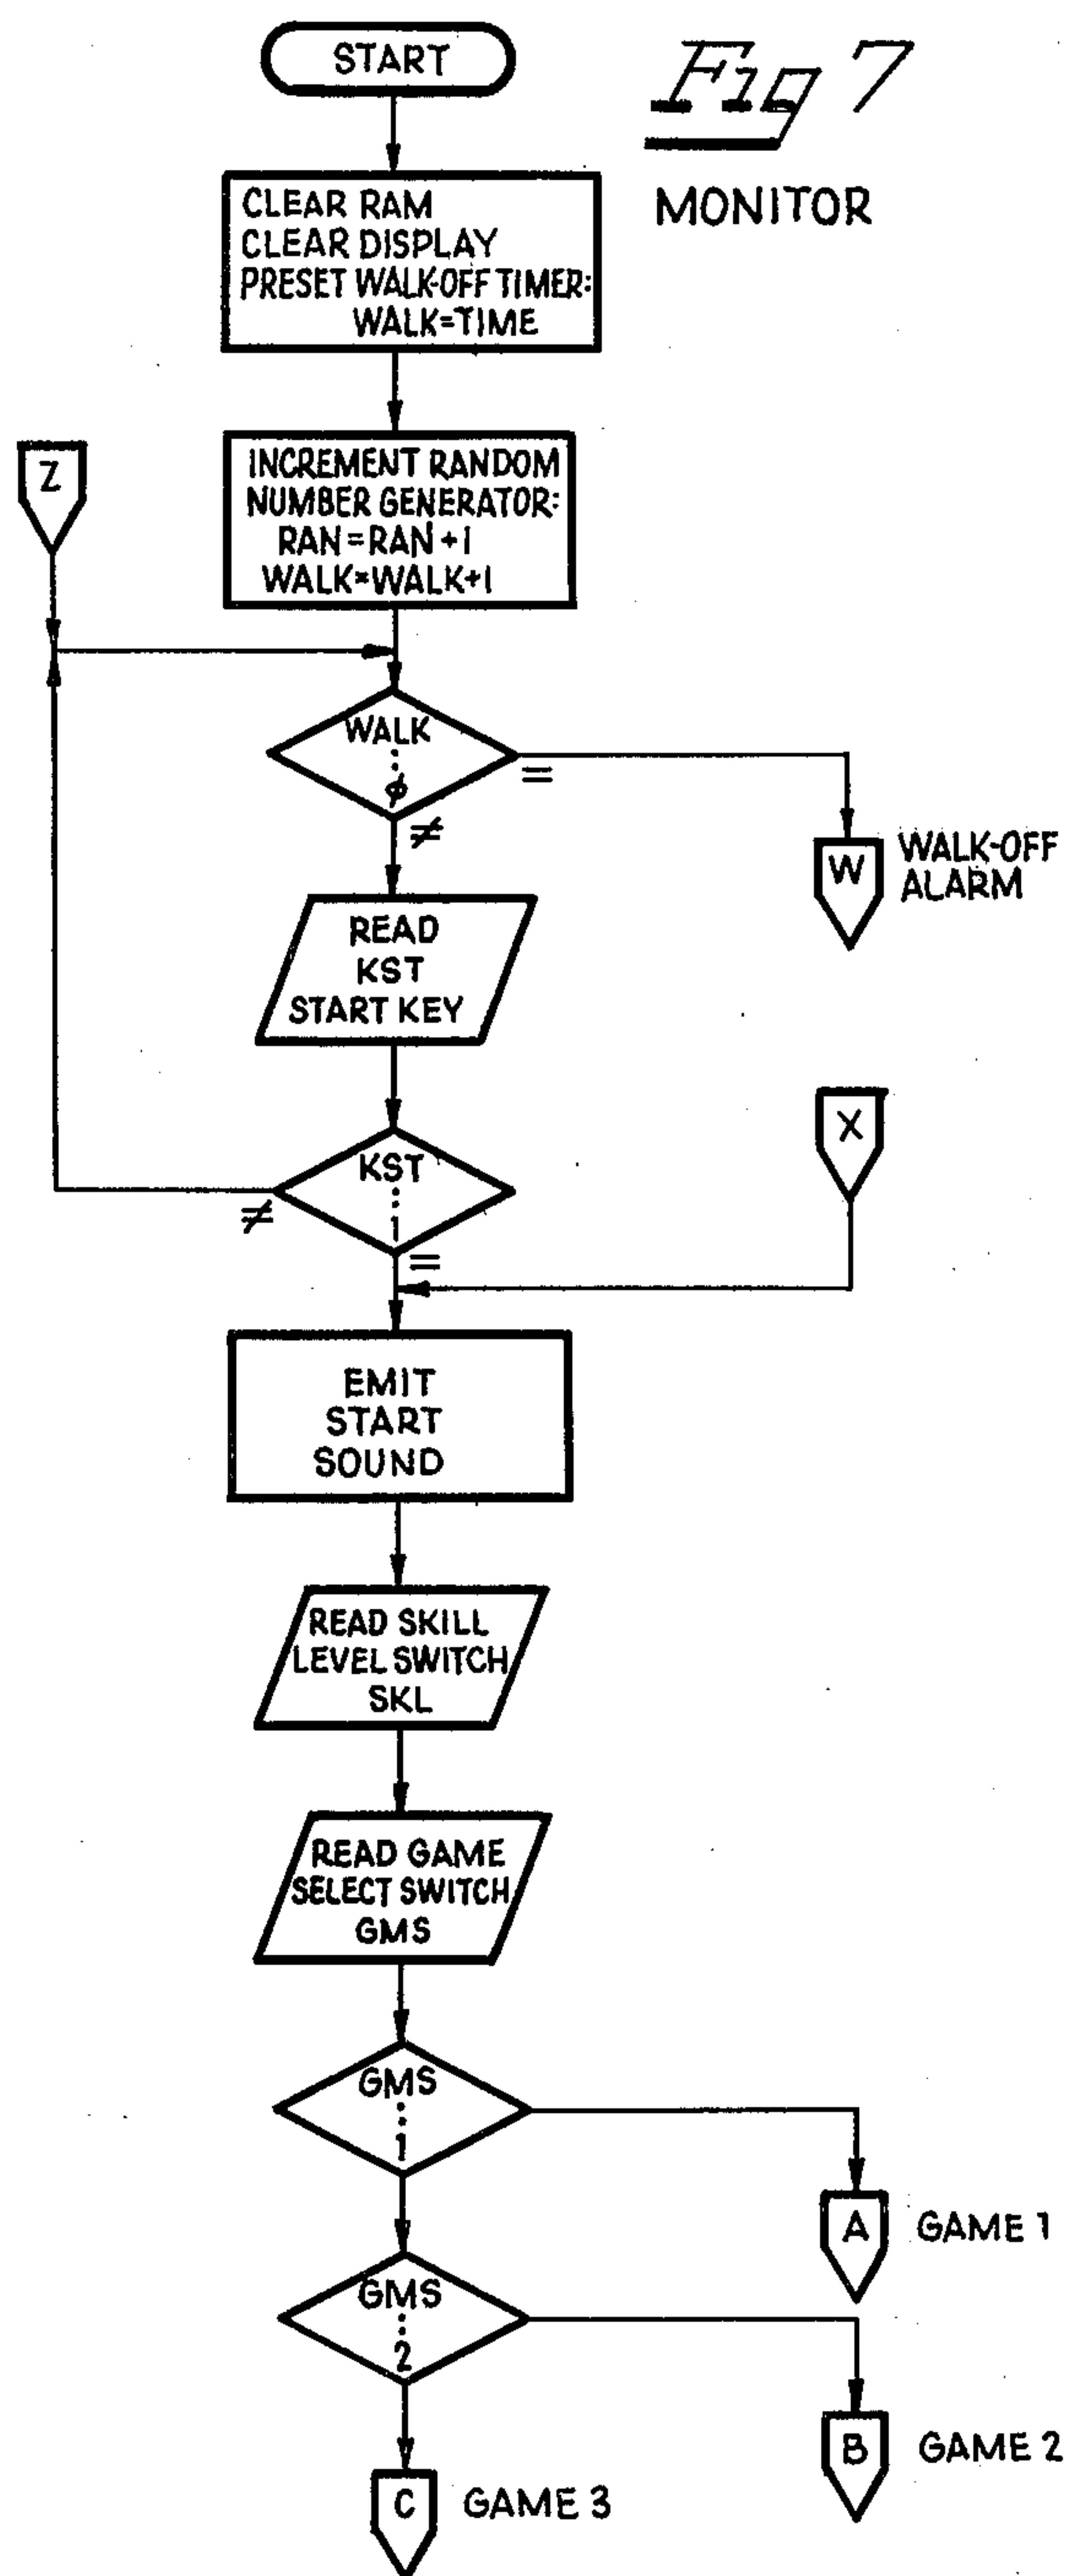 START
Fig 7
MONITOR
CLEAR RAM
CLEAR DISPLAY
PRESET WALK-OFF TIMER:
WALK=TIME
Z
INCREMENT RANDOM
NUMBER GENERATOR:
RAN=RAN+1
WALK=WALK+1
WALK
:
ϕ
=
≠
W
WALK-OFF
ALARM
READ
KST
START KEY
X
KST
:
1
≠
=
EMIT
START
SOUND
READ SKILL
LEVEL SWITCH
SKL
READ GAME
SELECT SWITCH
GMS
GMS
:
1
A
GAME 1
GMS
:
2
B
GAME 2
C
GAME 3